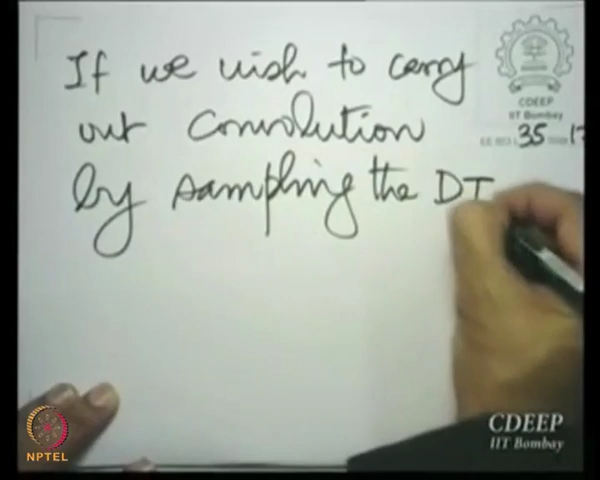 If we wish to carry
out Convolution
by sampling the DT
CDEEP
IIT Bombay
35
CDEEP
IIT Bombay
NPTEL